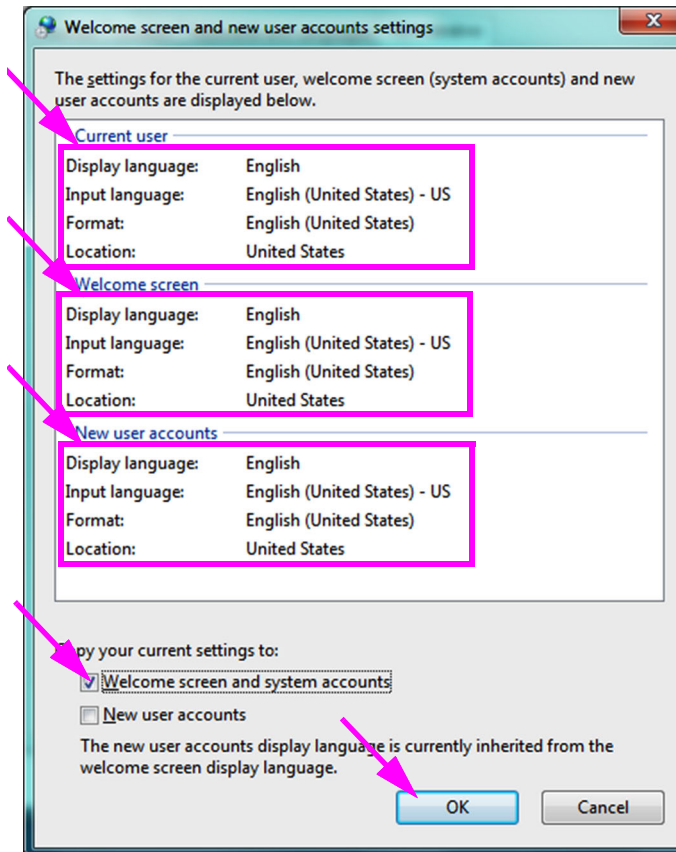 Welcome screen and new user accounts settings
The settings for the current user, welcome screen (system accounts) and new
user accounts are displayed below.
Current user
Display language: English
Input language: English (United States) - US
Format: English (United States)
Location: United States
Welcome screen
Display language: English
Input language: English (United States) - US
Format: English (United States)
Location: United States
New user accounts
Display language: English
Input language: English (United States) - US
Format: English (United States)
Location: United States
Copy your current settings to:
Welcome screen and system accounts
New user accounts
The new user accounts display language is currently inherited from the
welcome screen display language.
OK Cancel